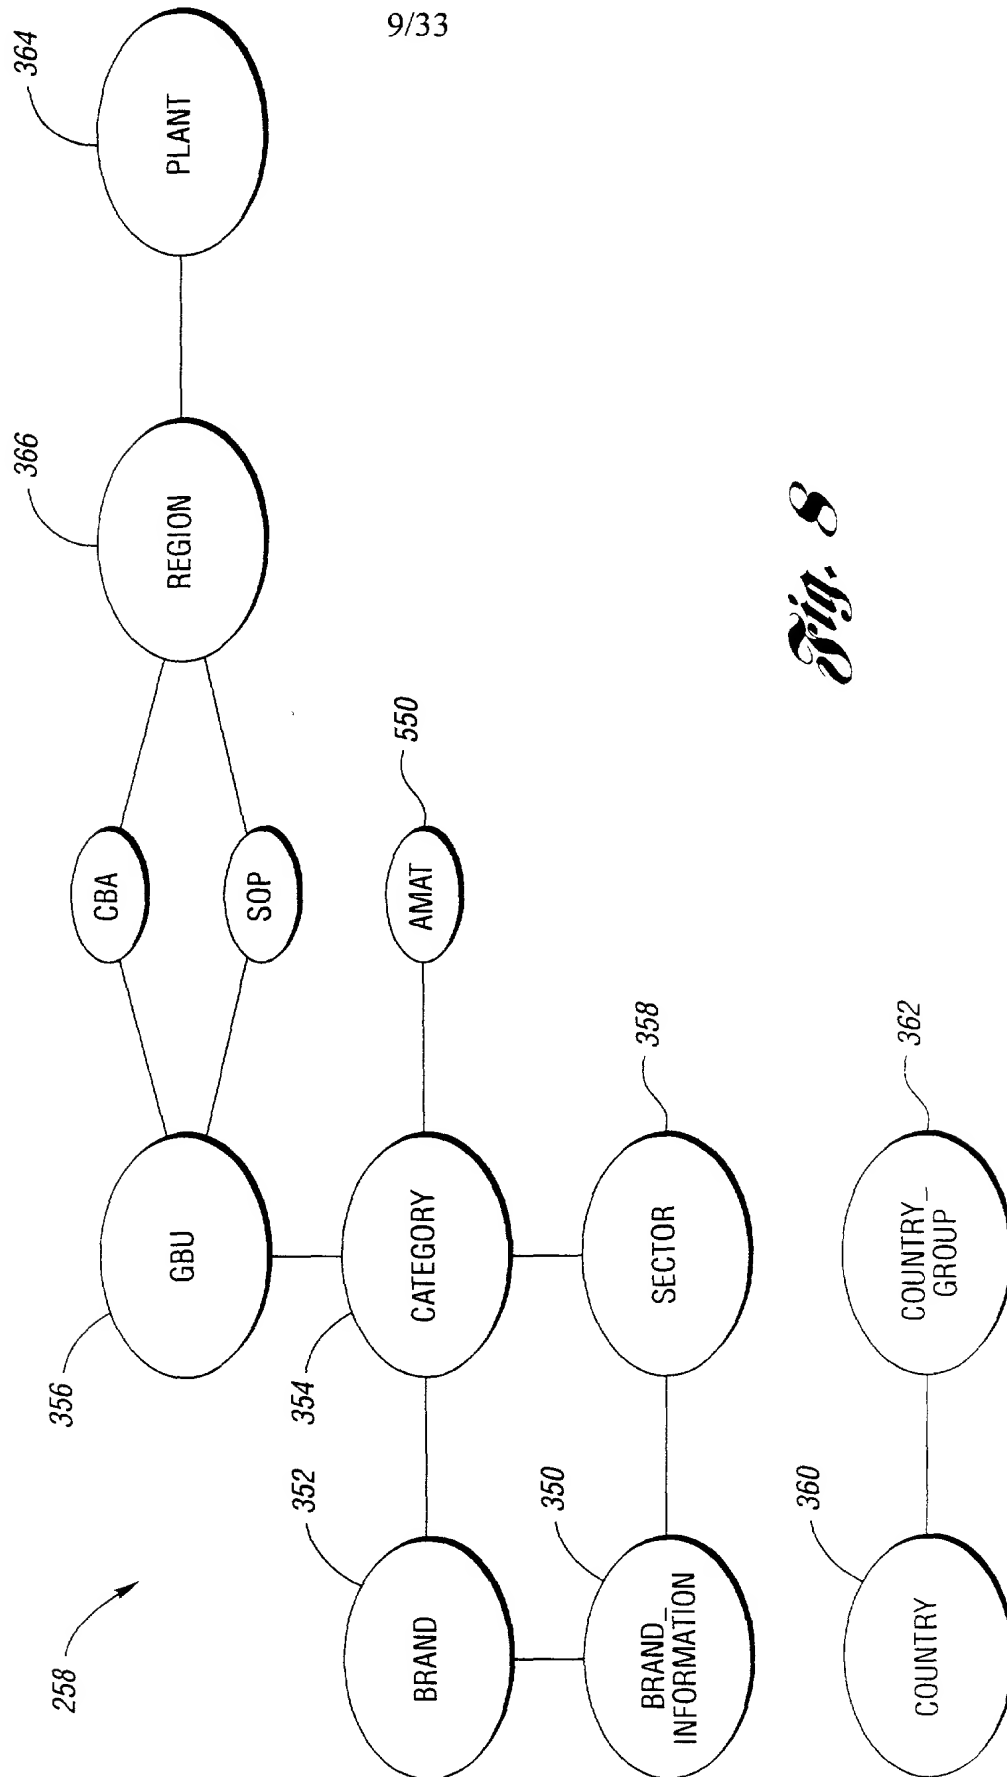 9/33
258
356
366
364
GBU
CBA
SOP
REGION
PLANT
352
354
550
BRAND
CATEGORY
AMAT
350
358
BRAND_
INFORMATION
SECTOR
360
362
COUNTRY
COUNTRY_
GROUP
Fig. 8